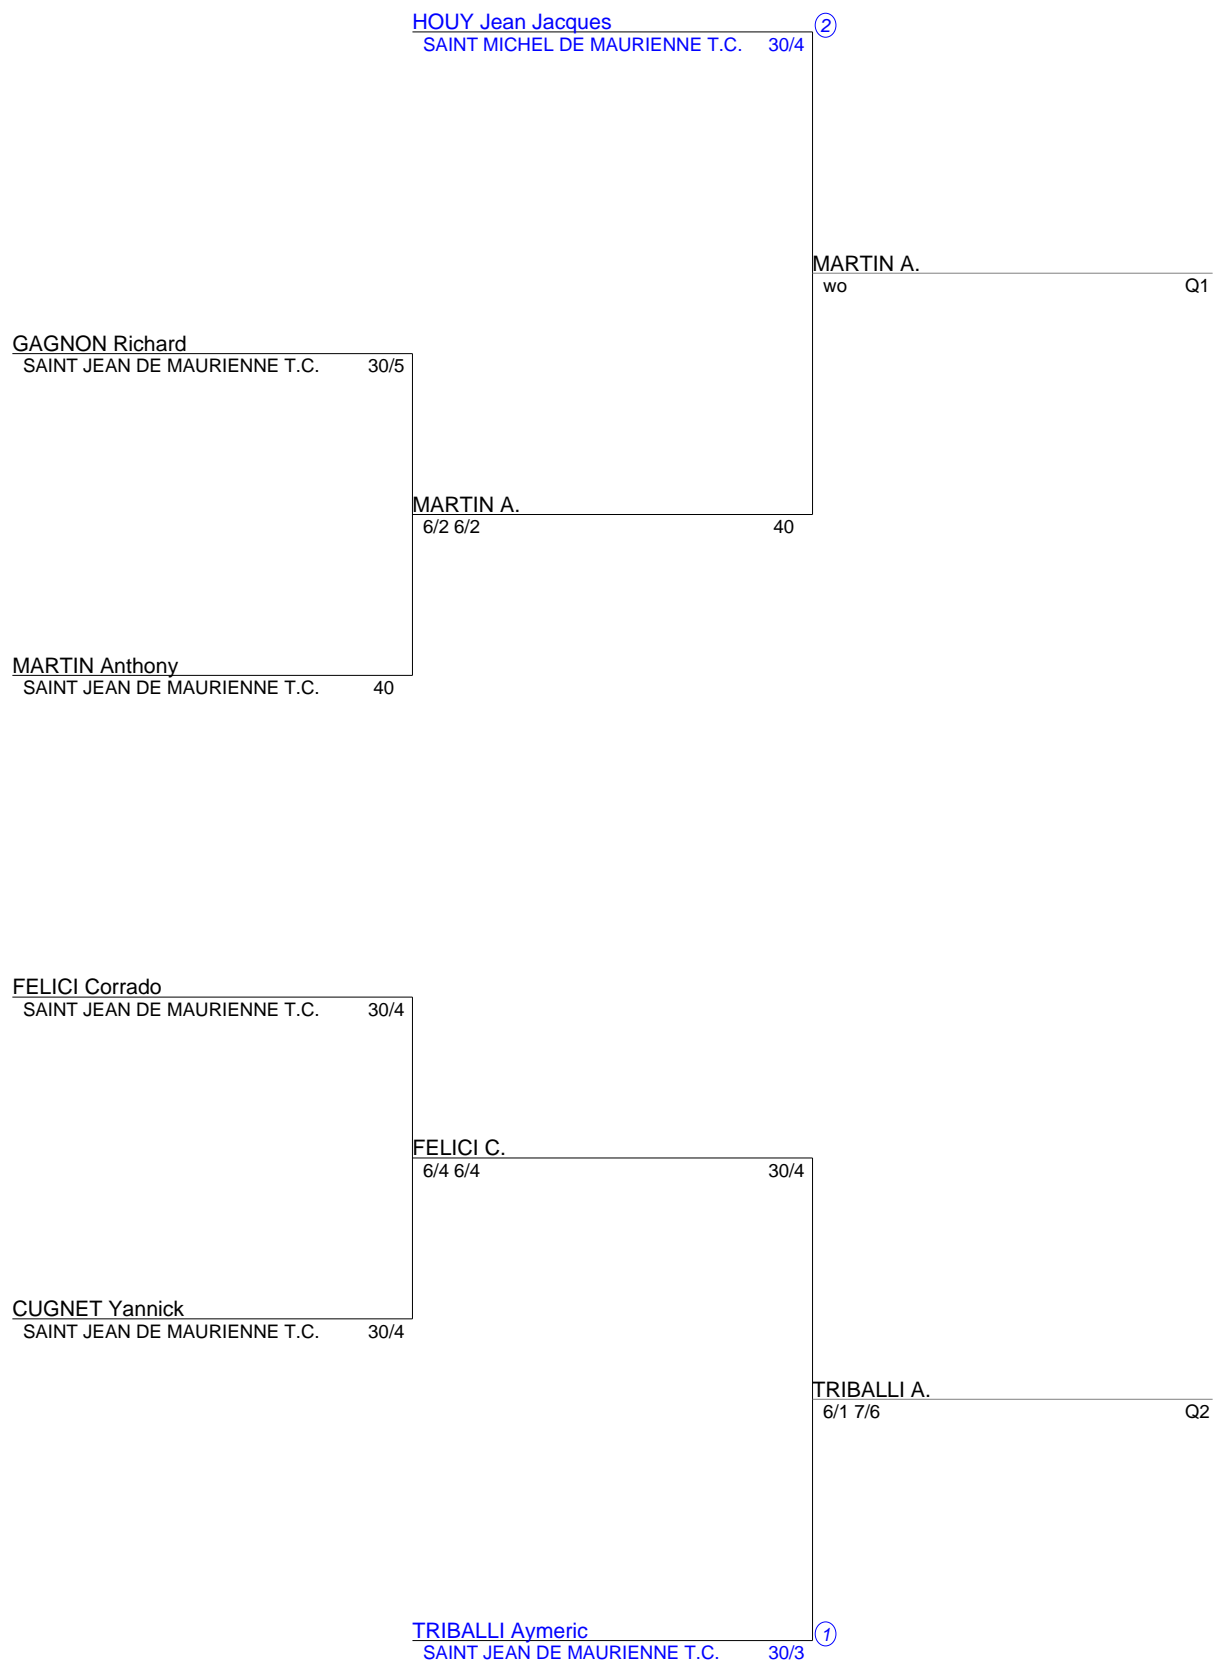 HOUY Jean Jacques 2
SAINT MICHEL DE MAURIENNE T.C. 30/4
MARTIN A.
wo Q1
GAGNON Richard
SAINT JEAN DE MAURIENNE T.C. 30/5
MARTIN A.
6/2 6/2 40
MARTIN Anthony
SAINT JEAN DE MAURIENNE T.C. 40
FELICI Corrado
SAINT JEAN DE MAURIENNE T.C. 30/4
FELICI C.
6/4 6/4 30/4
CUGNET Yannick
SAINT JEAN DE MAURIENNE T.C. 30/4
TRIBALLI A.
6/1 7/6 Q2
TRIBALLI Aymeric 1
SAINT JEAN DE MAURIENNE T.C. 30/3